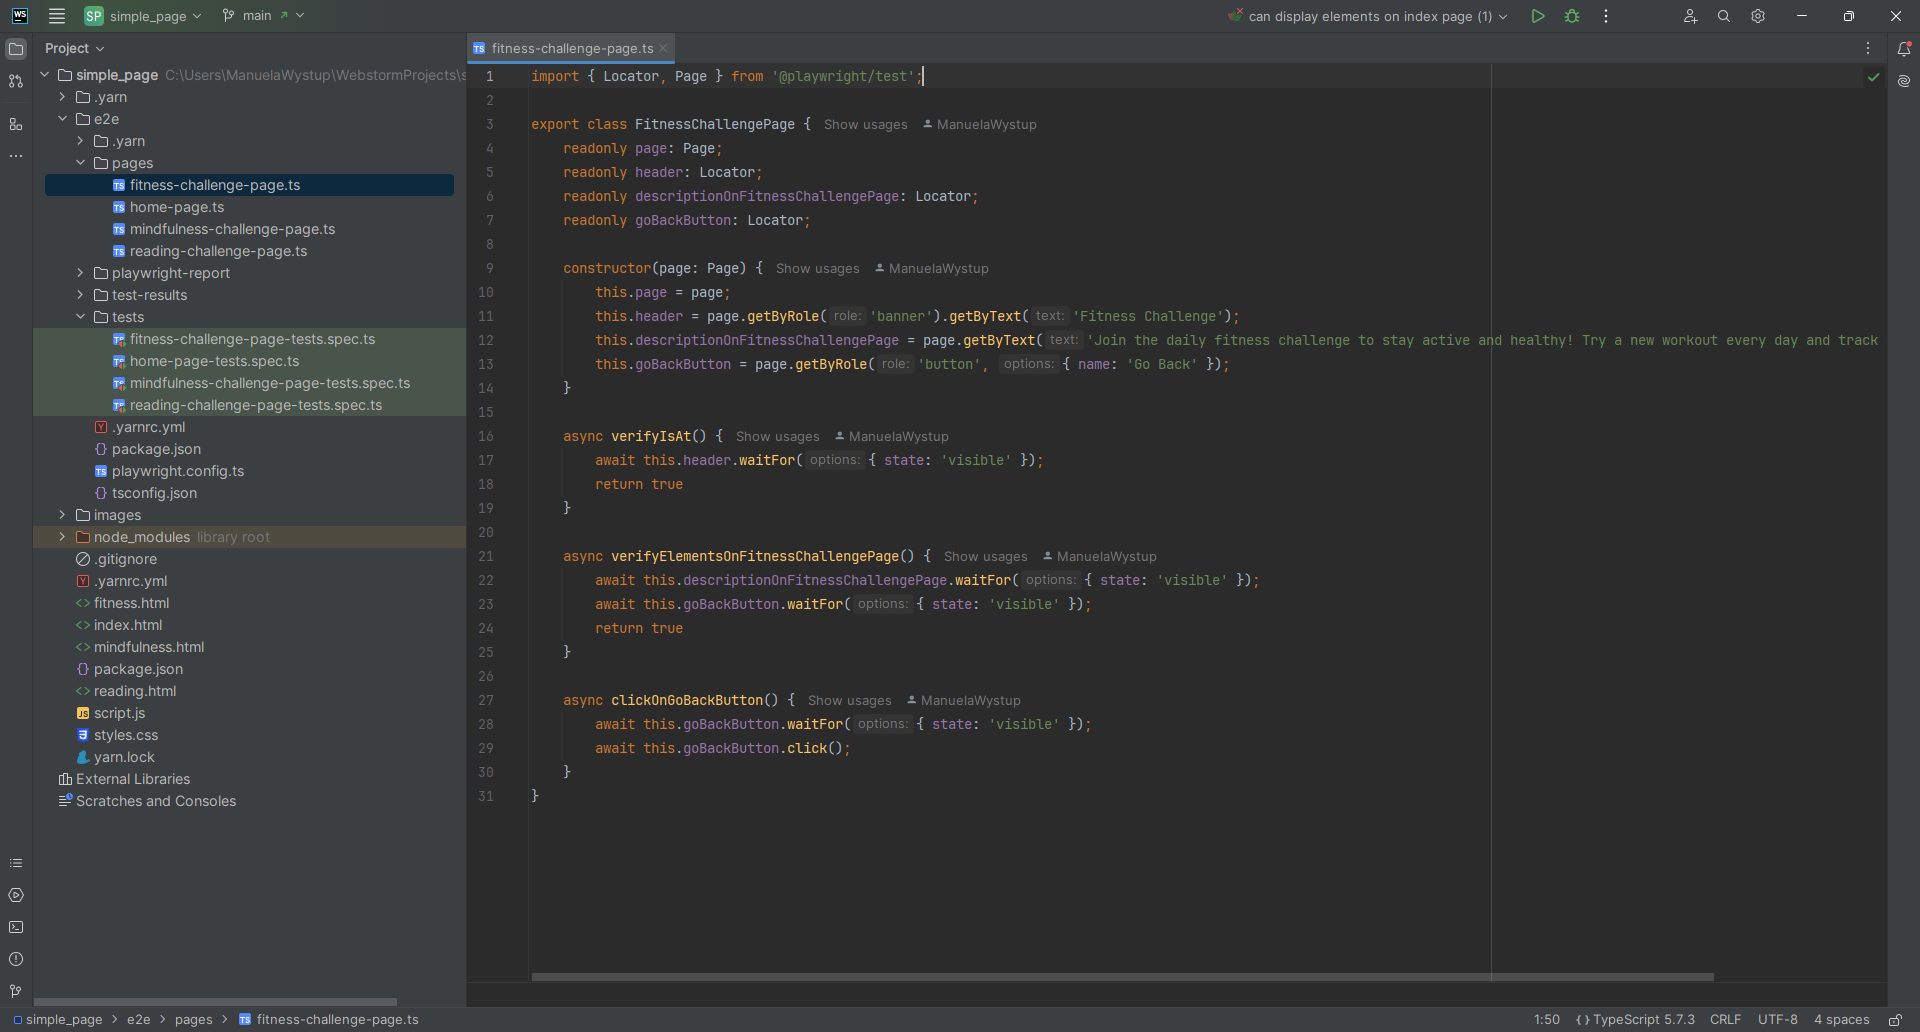 WS SP simple_page main can display elements on index page (1)
Project
fitness-challenge-page.ts
simple_page C:\Users\ManuelaWystup\WebstormProjects\s
.yarn
e2e
.yarn
pages
fitness-challenge-page.ts
home-page.ts
mindfulness-challenge-page.ts
reading-challenge-page.ts
playwright-report
test-results
tests
fitness-challenge-page-tests.spec.ts
home-page-tests.spec.ts
mindfulness-challenge-page-tests.spec.ts
reading-challenge-page-tests.spec.ts
.yarnrc.yml
package.json
playwright.config.ts
tsconfig.json
images
node_modules library root
.gitignore
.yarnrc.yml
fitness.html
index.html
mindfulness.html
package.json
reading.html
script.js
styles.css
yarn.lock
External Libraries
Scratches and Consoles
1 import { Locator, Page } from '@playwright/test';
2
3 export class FitnessChallengePage { Show usages ManuelaWystup
4 readonly page: Page;
5 readonly header: Locator;
6 readonly descriptionOnFitnessChallengePage: Locator;
7 readonly goBackButton: Locator;
8
9 constructor(page: Page) { Show usages ManuelaWystup
10 this.page = page;
11 this.header = page.getByRole( role: 'banner').getByText( text: 'Fitness Challenge');
12 this.descriptionOnFitnessChallengePage = page.getByText( text: 'Join the daily fitness challenge to stay active and healthy! Try a new workout every day and track
13 this.goBackButton = page.getByRole( role: 'button', options: { name: 'Go Back' });
14 }
15
16 async verifyIsAt() { Show usages ManuelaWystup
17 await this.header.waitFor( options: { state: 'visible' });
18 return true
19 }
20
21 async verifyElementsOnFitnessChallengePage() { Show usages ManuelaWystup
22 await this.descriptionOnFitnessChallengePage.waitFor( options: { state: 'visible' });
23 await this.goBackButton.waitFor( options: { state: 'visible' });
24 return true
25 }
26
27 async clickOnGoBackButton() { Show usages ManuelaWystup
28 await this.goBackButton.waitFor( options: { state: 'visible' });
29 await this.goBackButton.click();
30 }
31 }
simple_page > e2e > pages > fitness-challenge-page.ts 1:50 {} TypeScript 5.7.3 CRLF UTF-8 4 spaces